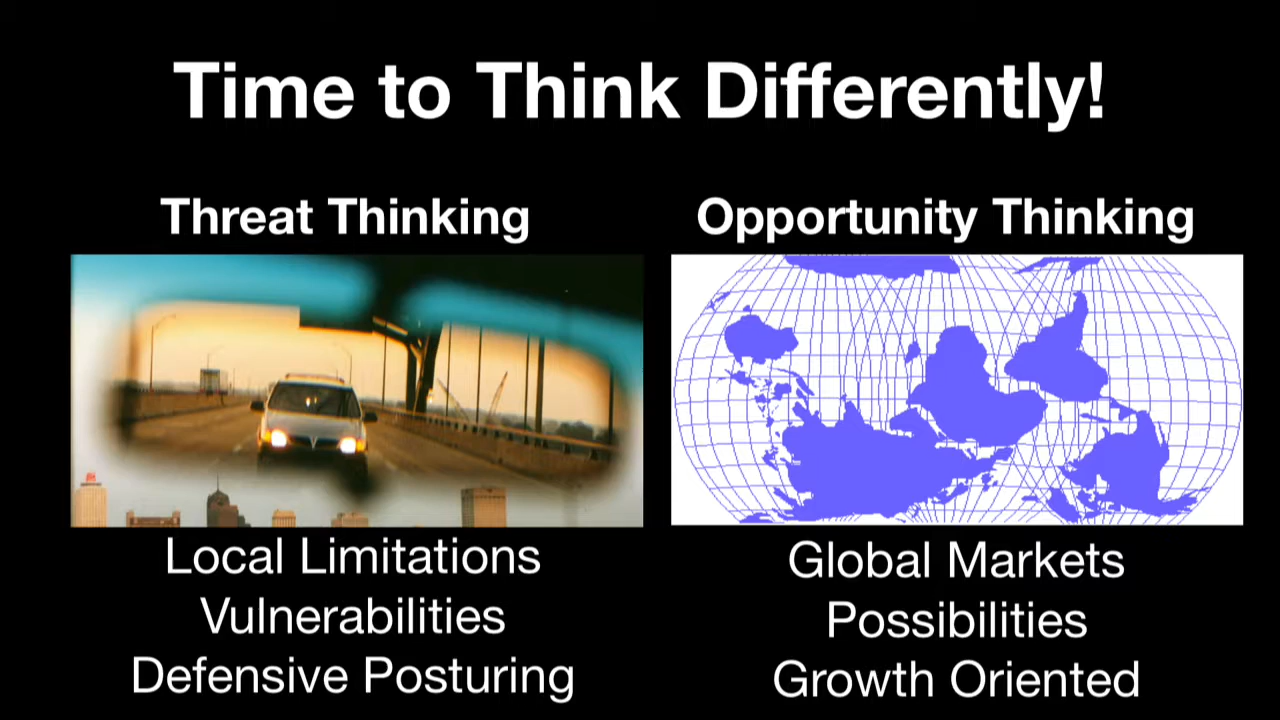 Time to Think Differently!
Threat Thinking
Local Limitations
Vulnerabilities
Defensive Posturing
Opportunity Thinking
Global Markets
Possibilities
Growth Oriented